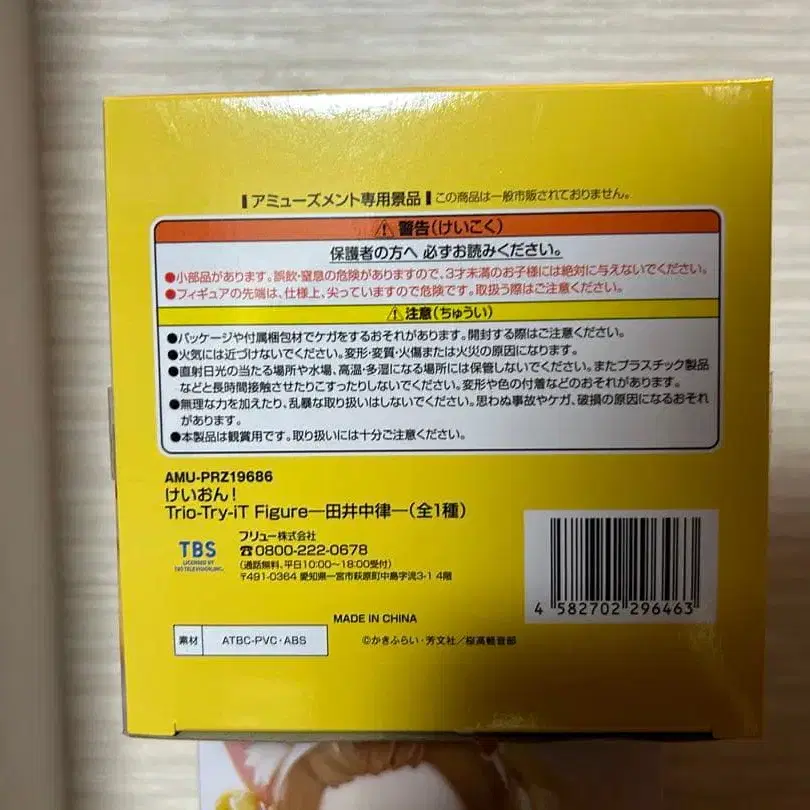 アミューズメント専用景品 この商品は一般市販されておりません。
警告(けいこく)
保護者の方へ 必ずお読みください。
●小部品があります。誤飲・窒息の危険がありますので、3才未満のお子様には絶対に与えないでください。
●フィギュアの先端は、仕様上、尖っていますので危険です。取扱う際はご注意ください。
注意(ちゅうい)
●パッケージや付属梱包材でケガをするおそれがあります。開封する際はご注意ください。
●火気には近づけないでください。変形・変質・火傷または火災の原因になります。
●直射日光の当たる場所や水場、高温・多湿になる場所には保管しないでください。またプラスチック製品
などと長時間接触させたりこすったりしないでください。変形や色の付着などのおそれがあります。
●無理な力を加えたり、乱暴な取り扱いはしないでください。思わぬ事故やケガ、破損の原因になるおそれ
があります。
●本製品は観賞用です。取り扱いには十分ご注意ください。
AMU-PRZ19686
けいおん!
Trio-Try-iT Figure―田井中律―(全1種)
TBS
LICENSED BY
TBS TELEVISION, INC.
フリュー株式会社
☎0800-222-0678
(通話無料、平日10:00〜18:00受付)
〒491-0364 愛知県一宮市萩原町中島字流3-1 4階
4 582702 296463
MADE IN CHINA
素材 ATBC-PVC・ABS
©かきふらい・芳文社/桜高軽音部